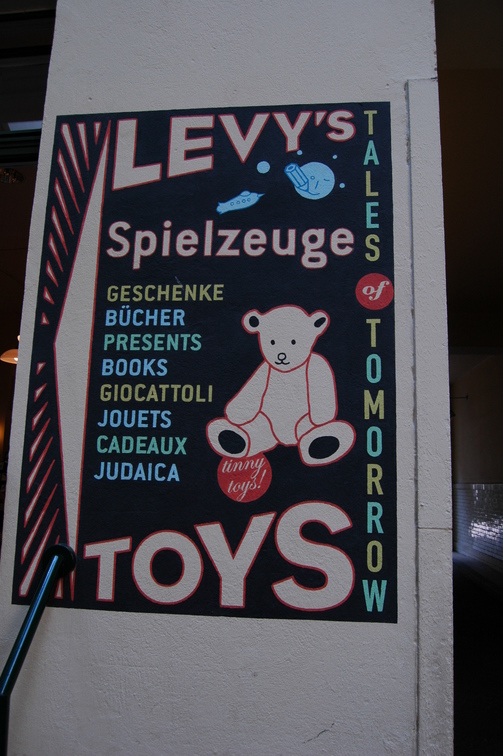 LEVY'S
Spielzeuge
GESCHENKE
BÜCHER
PRESENTS
BOOKS
GIOCATTOLI
JOUETS
CADEAUX
JUDAICA
tinny
toys!
TOYS
TALES of TOMORROW